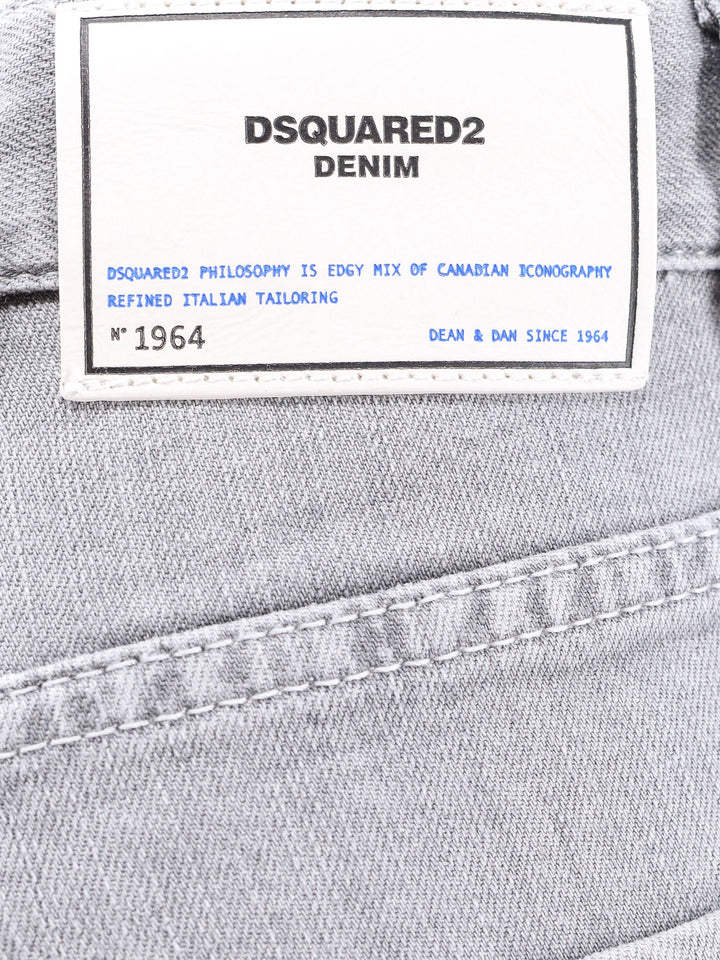 DSQUARED2
DENIM
DSQUARED2 PHILOSOPHY IS EDGY MIX OF CANADIAN ICONOGRAPHY
REFINED ITALIAN TAILORING
N° 1964
DEAN & DAN SINCE 1964